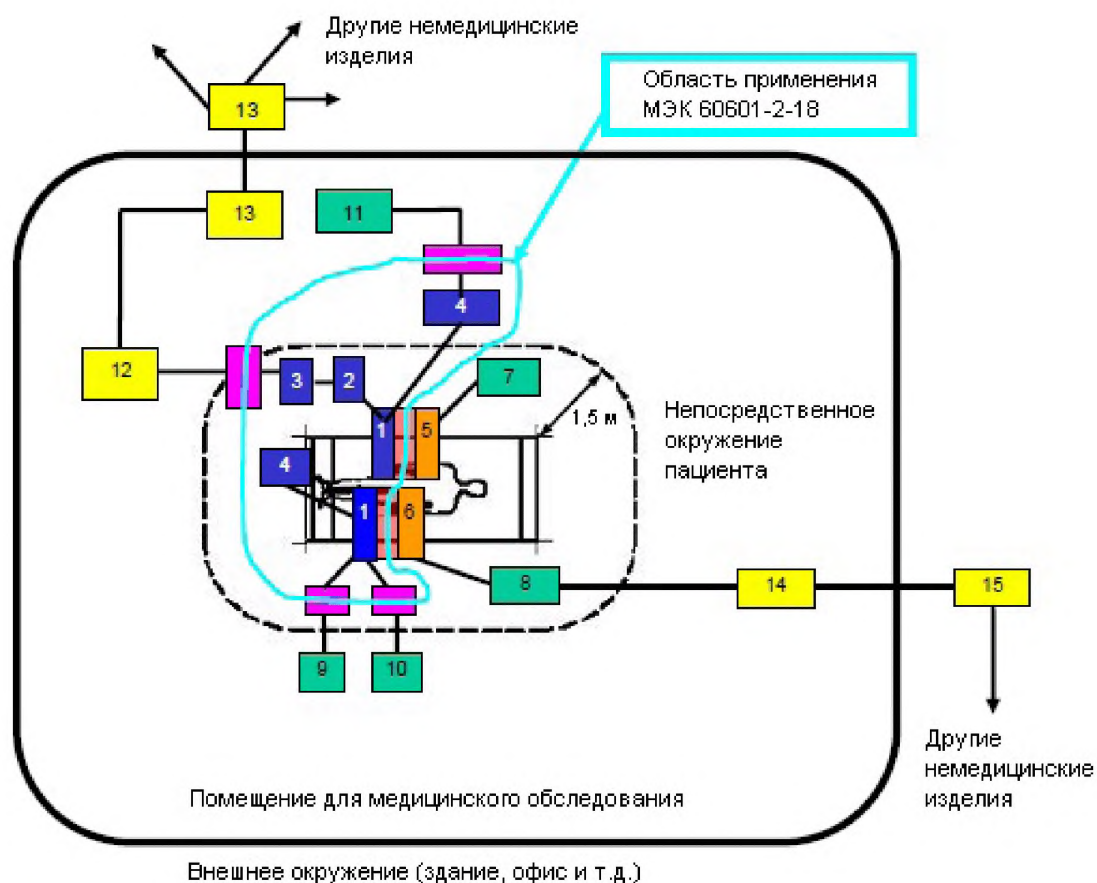 Другие немедицинские
изделия
Область применения
МЭК 60601-2-18
13
13
11
4
12
3
2
7
1,5 м
Непосредственное
окружение
пациента
1
5
4
1
6
8
14
15
9
10
Другие
немедицинские
изделия
Помещение для медицинского обследования
Внешнее окружение (здание, офис и т.д.)